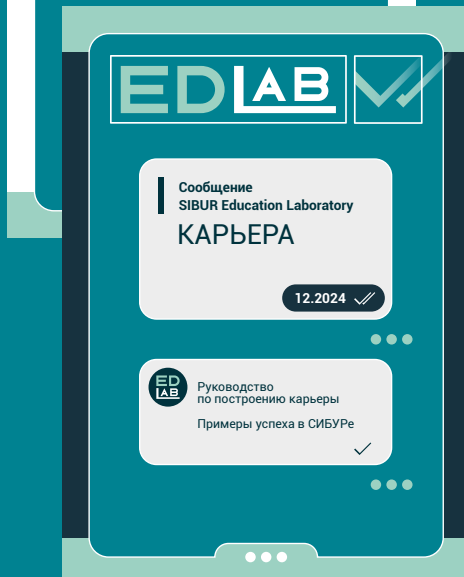 EDLAB
Сообщение
SIBUR Education Laboratory
КАРЬЕРА
12.2024
ED
LAB
Руководство
по построению карьеры
Примеры успеха в СИБУРе